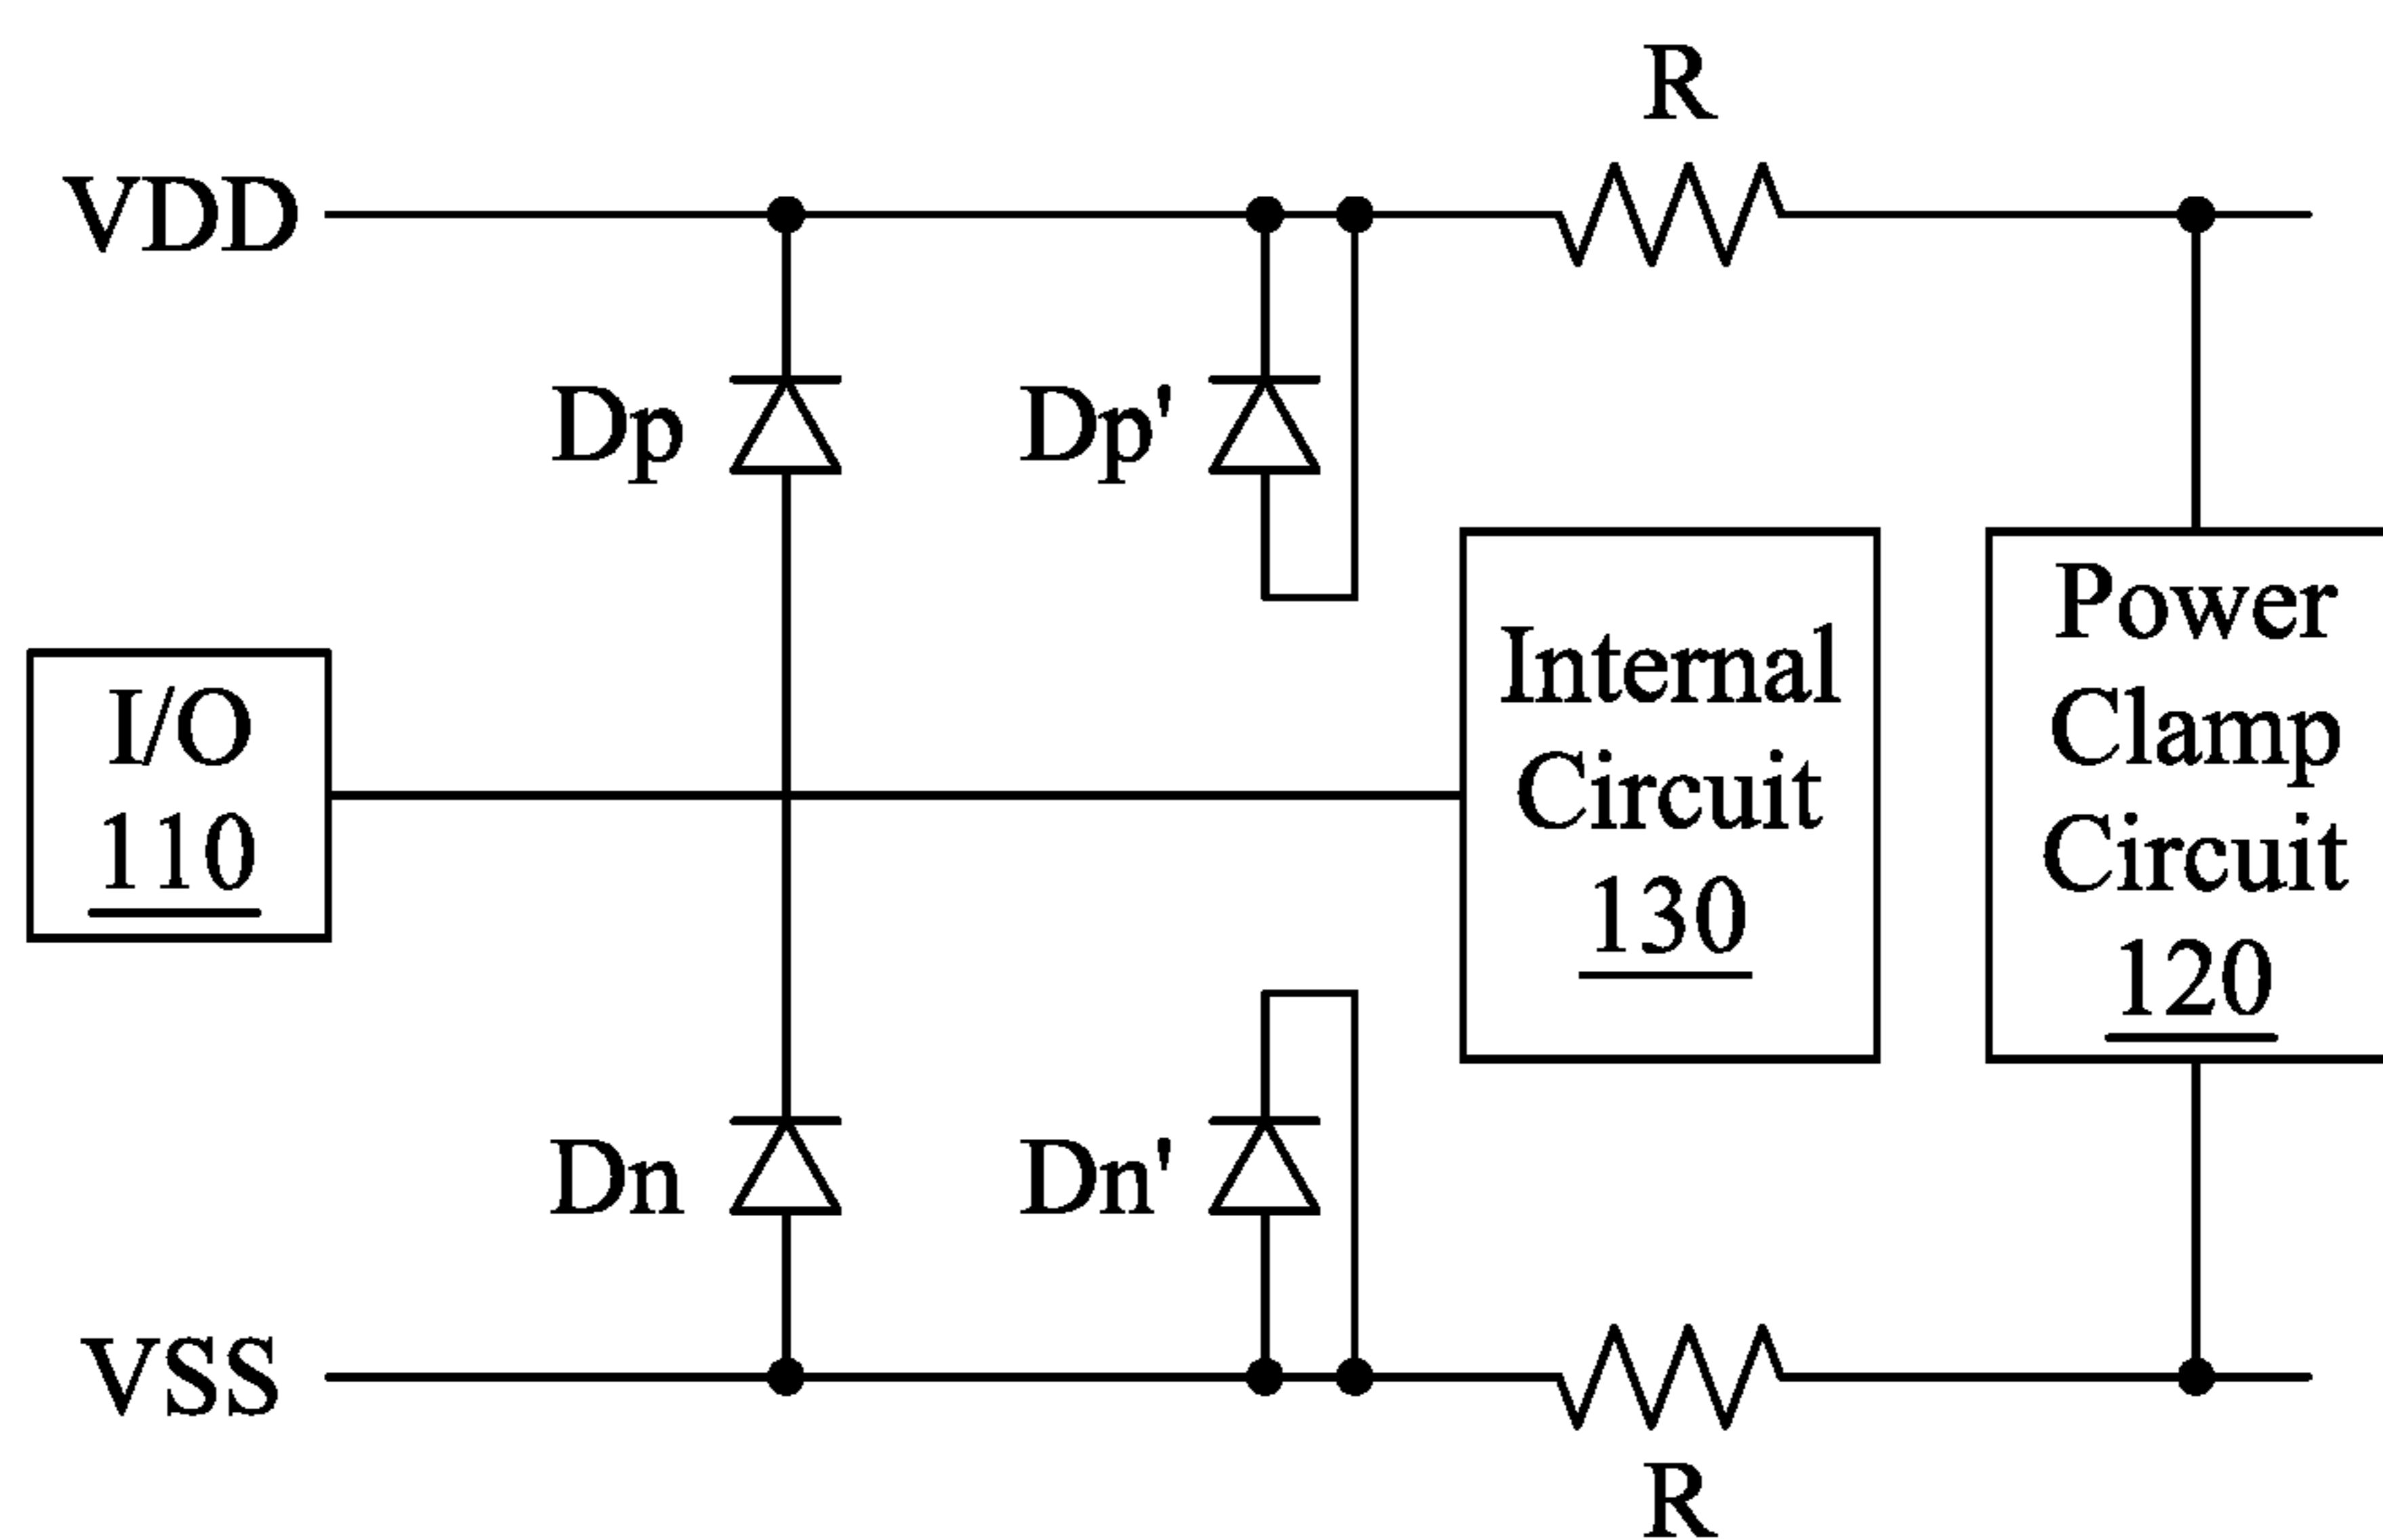 R
VDD
Dp
Dp'
I/O
110
Internal
Circuit
130
Power
Clamp
Circuit
120
Dn
Dn'
VSS
R